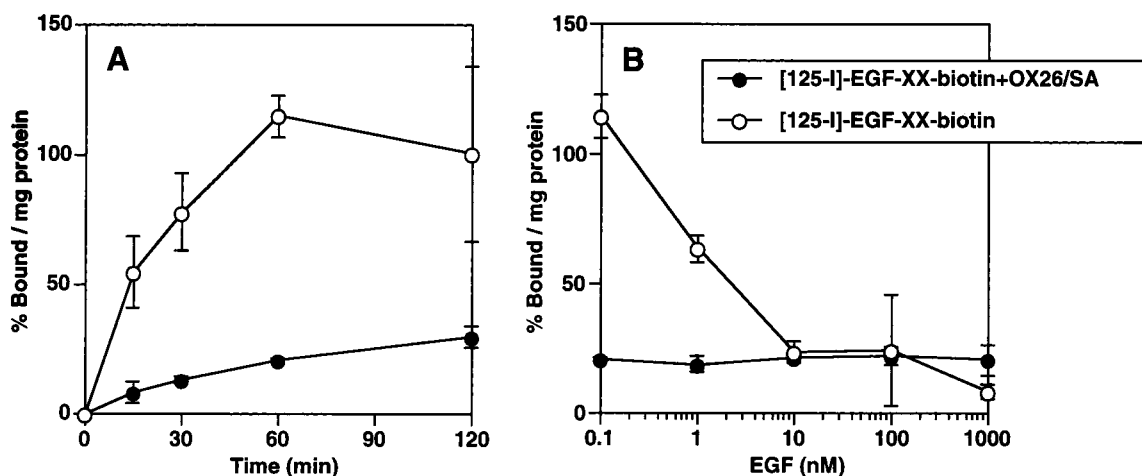 150
A
100
50
0
% Bound / mg protein
0
30
60
90
120
Time (min)
150
B
100
50
0
% Bound / mg protein
0.1
1
10
100
1000
EGF (nM)
[125-I]-EGF-XX-biotin+OX26/SA
[125-I]-EGF-XX-biotin